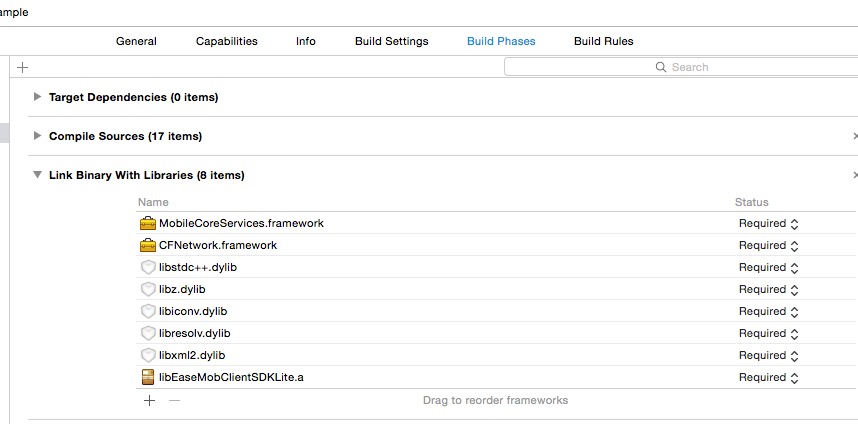 ample
General Capabilities Info Build Settings Build Phases Build Rules
Search
Target Dependencies (0 items)
Compile Sources (17 items)
Link Binary With Libraries (8 items)
Name Status
MobileCoreServices.framework Required
CFNetwork.framework Required
libstdc++.dylib Required
libz.dylib Required
libiconv.dylib Required
libresolv.dylib Required
libxml2.dylib Required
libEaseMobClientSDKLite.a Required
Drag to reorder frameworks